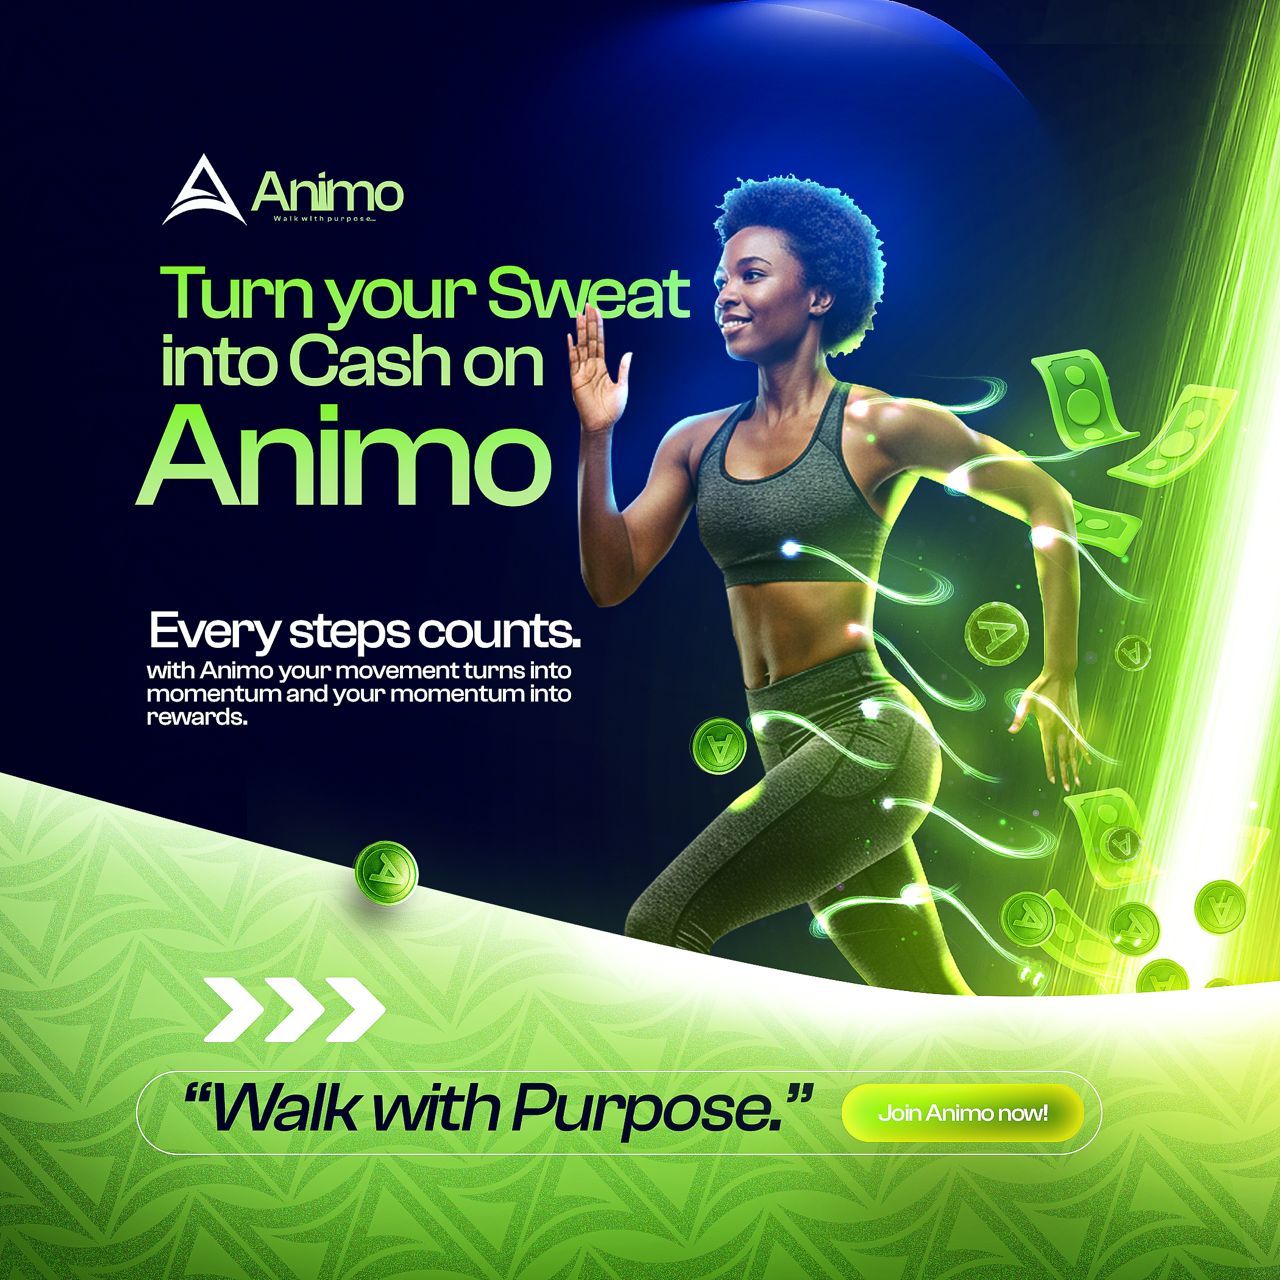 Animo
Walk with purpose...
Turn your Sweat
into Cash on
Animo
Every steps counts.
with Animo your movement turns into
momentum and your momentum into
rewards.
“Walk with Purpose.”
Join Animo now!